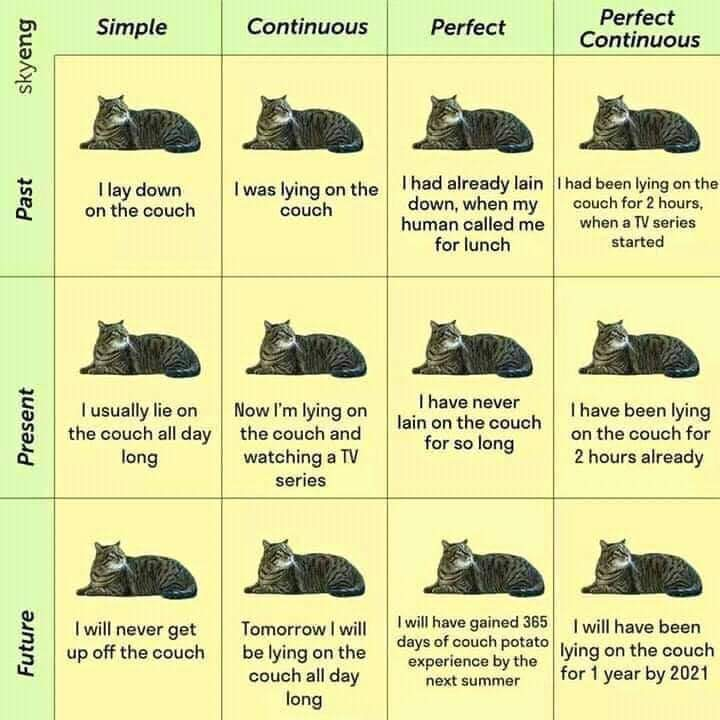 skyeng
Simple
Continuous
Perfect
Perfect
Continuous
Past
I lay down
on the couch
I was lying on the
couch
I had already lain
down, when my
human called me
for lunch
I had been lying on the
couch for 2 hours,
when a TV series
started
Present
I usually lie on
the couch all day
long
Now I'm lying on
the couch and
watching a TV
series
I have never
lain on the couch
for so long
I have been lying
on the couch for
2 hours already
Future
I will never get
up off the couch
Tomorrow I will
be lying on the
couch all day
long
I will have gained 365
days of couch potato
experience by the
next summer
I will have been
lying on the couch
for 1 year by 2021